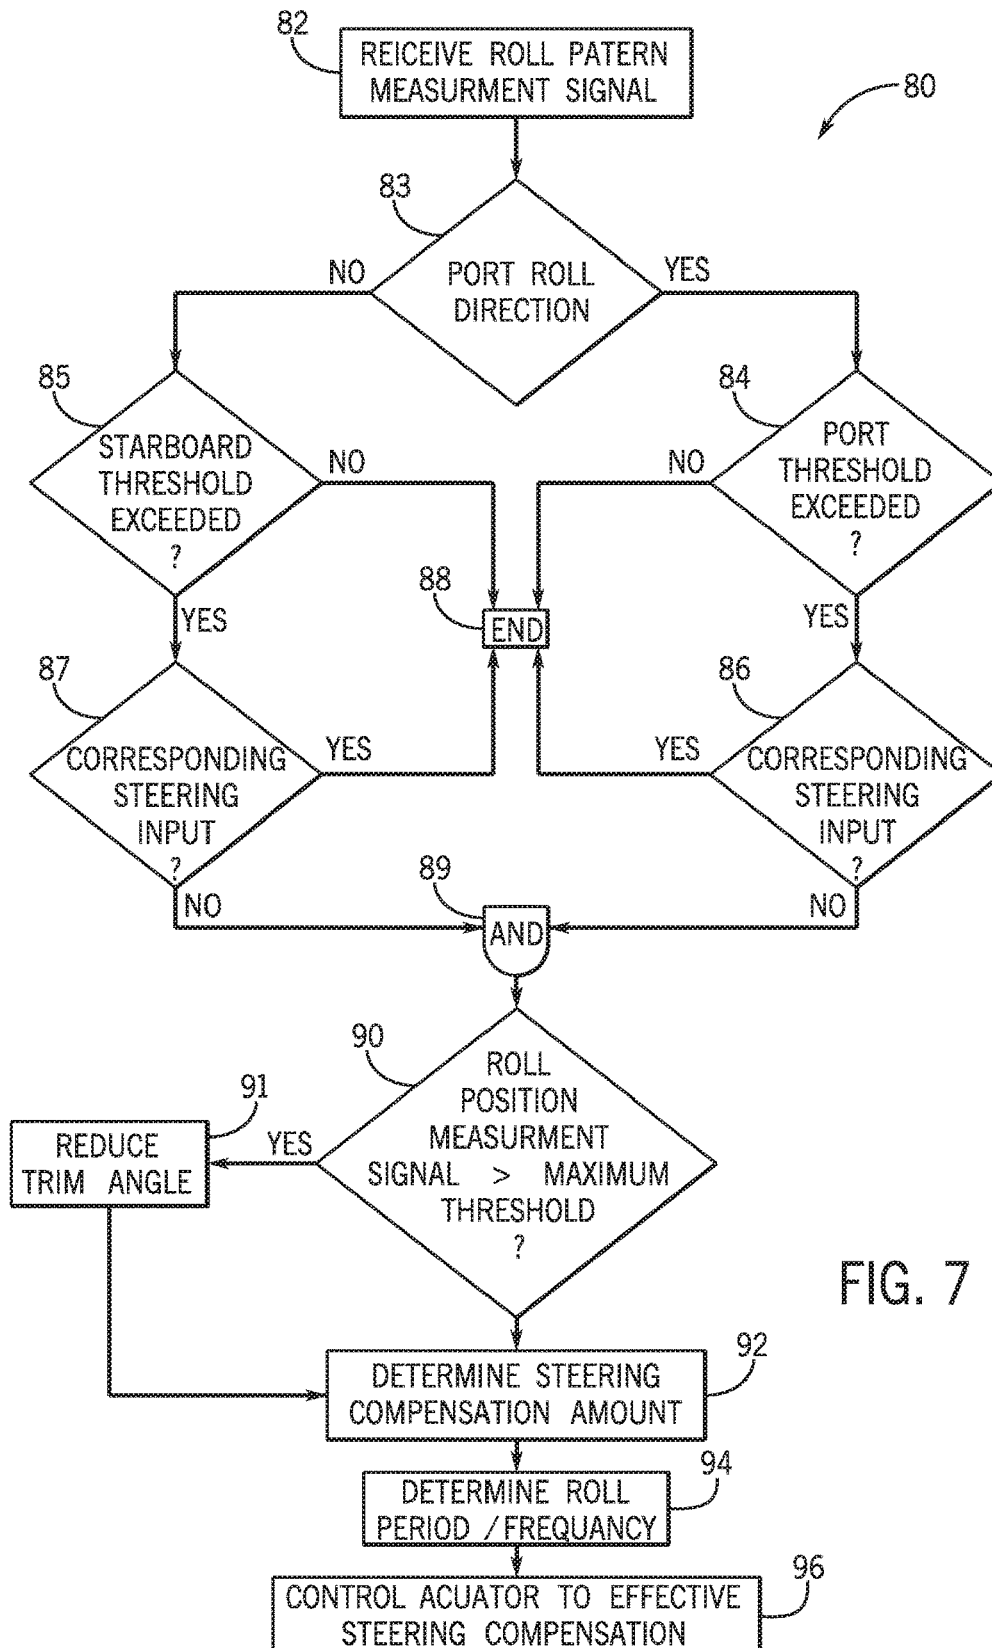 82
REICEIVE ROLL PATERN
MEASURMENT SIGNAL
80
83
PORT ROLL
DIRECTION
NO
YES
85
STARBOARD
THRESHOLD
EXCEEDED
?
NO
84
PORT
THRESHOLD
EXCEEDED
?
NO
88
END
YES
YES
87
CORRESPONDING
STEERING
INPUT
?
YES
86
CORRESPONDING
STEERING
INPUT
?
YES
NO
89
AND
NO
90
ROLL
POSITION
MEASURMENT
SIGNAL > MAXIMUM
THRESHOLD
?
YES
91
REDUCE
TRIM ANGLE
FIG. 7
92
DETERMINE STEERING
COMPENSATION AMOUNT
94
DETERMINE ROLL
PERIOD /FREQUANCY
96
CONTROL ACUATOR TO EFFECTIVE
STEERING COMPENSATION